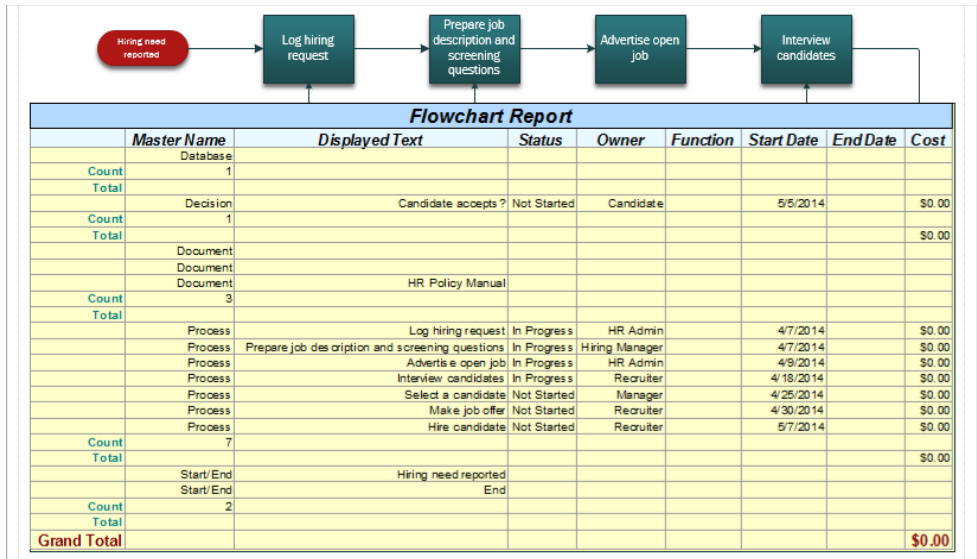 Hiring need
reported
Log hiring
request
Prepare job
description and
screening
questions
Advertise open
job
Interview
candidates
Flowchart Report
Master Name Displayed Text Status Owner Function Start Date End Date Cost
Database
Count 1
Total
Decision Candidate accepts? Not Started Candidate 5/5/2014 $0.00
Count 1
Total $0.00
Document
Document
Document HR Policy Manual
Count 3
Total
Process Log hiring request In Progress HR Admin 4/7/2014 $0.00
Process Prepare job description and screening questions In Progress Hiring Manager 4/7/2014 $0.00
Process Advertise open job In Progress HR Admin 4/9/2014 $0.00
Process Interview candidates In Progress Recruiter 4/18/2014 $0.00
Process Select a candidate Not Started Manager 4/25/2014 $0.00
Process Make job offer Not Started Recruiter 4/30/2014 $0.00
Process Hire candidate Not Started Recruiter 5/7/2014 $0.00
Count 7
Total $0.00
Start/End Hiring need reported
Start/End End
Count 2
Total
Grand Total $0.00